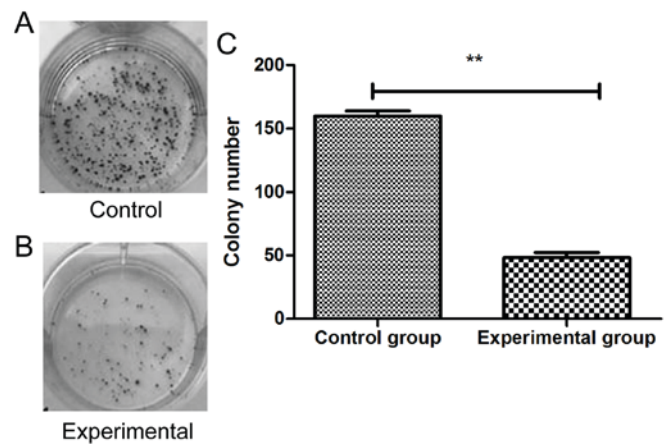 A
Control
B
Experimental
C
**
Colony number
200
150
100
50
0
Control group
Experimental group